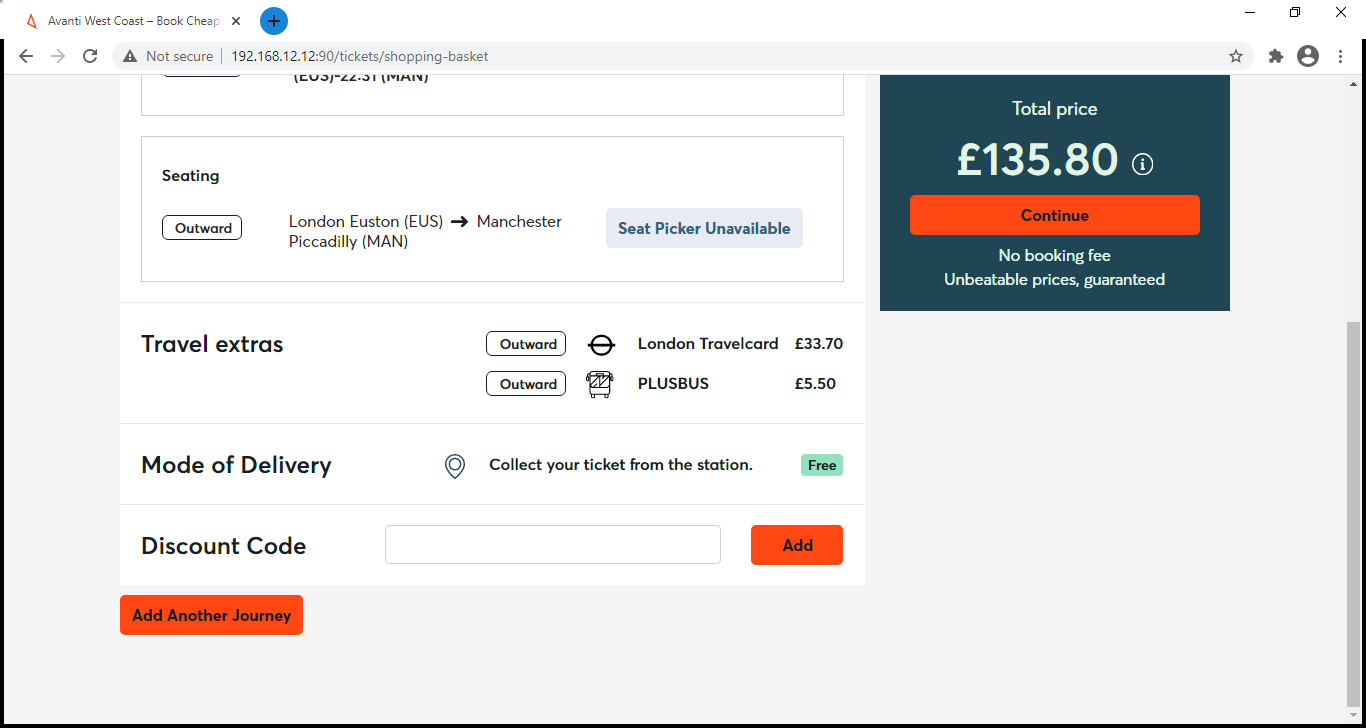 Avanti West Coast – Book Cheap
Not secure
192.168.12.12:90/tickets/shopping-basket
(EUS)-22:31 (MAN)
Seating
Outward
London Euston (EUS) → Manchester
Piccadilly (MAN)
Seat Picker Unavailable
Travel extras
Outward
London Travelcard £33.70
Outward
PLUSBUS £5.50
Mode of Delivery
Collect your ticket from the station.
Free
Discount Code
Add
Add Another Journey
Total price
£135.80
Continue
No booking fee
Unbeatable prices, guaranteed